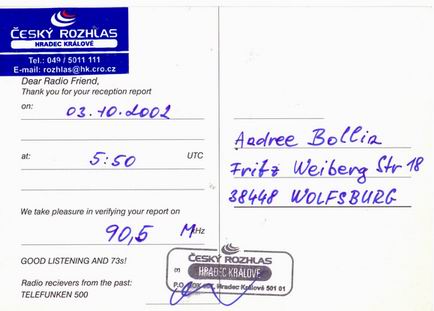 ČESKÝ ROZHLAS
HRADEC KRÁLOVÉ
Tel.: 049 / 5011 111
E-mail: rozhlas@hk.cro.cz
Dear Radio Friend,
Thank you for your reception report
on: 03.10.2002
at: 5:50 UTC
We take pleasure in verifying your report on
90,5 MHz
GOOD LISTENING AND 73s!
Radio recievers from the past:
TELEFUNKEN 500
Andree Bollin
Fritz Weiberg Str 18
38448 WOLFSBURG
ČESKÝ ROZHLAS
HRADEC KRÁLOVÉ
3
P.O. BOX, Hradec Králové 501 01